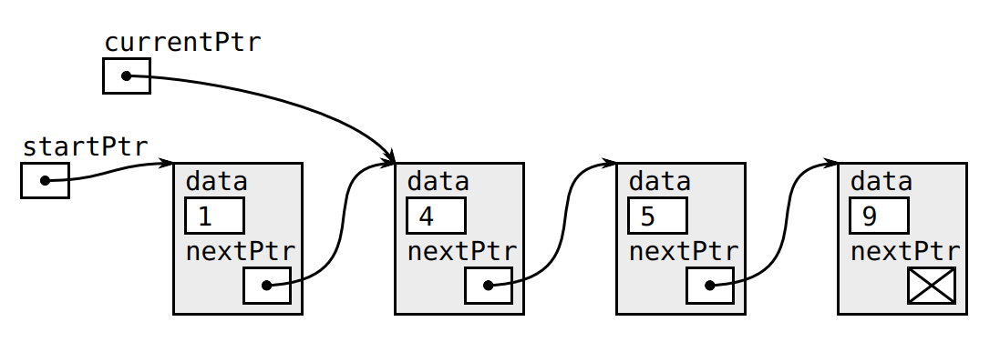 currentPtr
startPtr
data data data data
1 4 5 9
nextPtr nextPtr nextPtr nextPtr